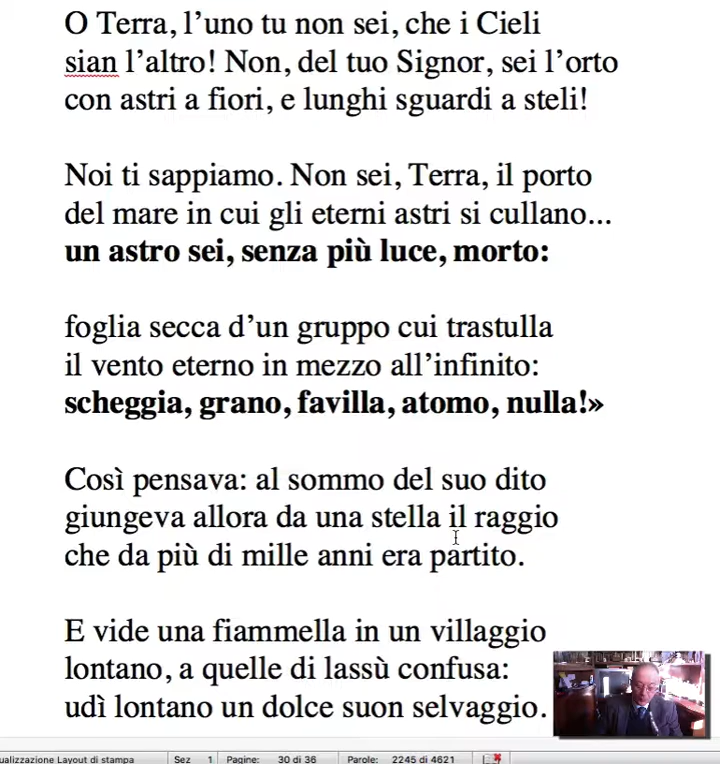 O Terra, l’uno tu non sei, che i Cieli
sian l’altro! Non, del tuo Signor, sei l’orto
con astri a fiori, e lunghi sguardi a steli!
Noi ti sappiamo. Non sei, Terra, il porto
del mare in cui gli eterni astri si cullano...
un astro sei, senza più luce, morto:
foglia secca d’un gruppo cui trastulla
il vento eterno in mezzo all’infinito:
scheggia, grano, favilla, atomo, nulla!»
Così pensava: al sommo del suo dito
giungeva allora da una stella il raggio
che da più di mille anni era partito.
E vide una fiammella in un villaggio
lontano, a quelle di lassù confusa:
udì lontano un dolce suon selvaggio.
ualizzazione Layout di stampa Sez 1 Pagine: 30 di 36 Parole: 2245 di 4621